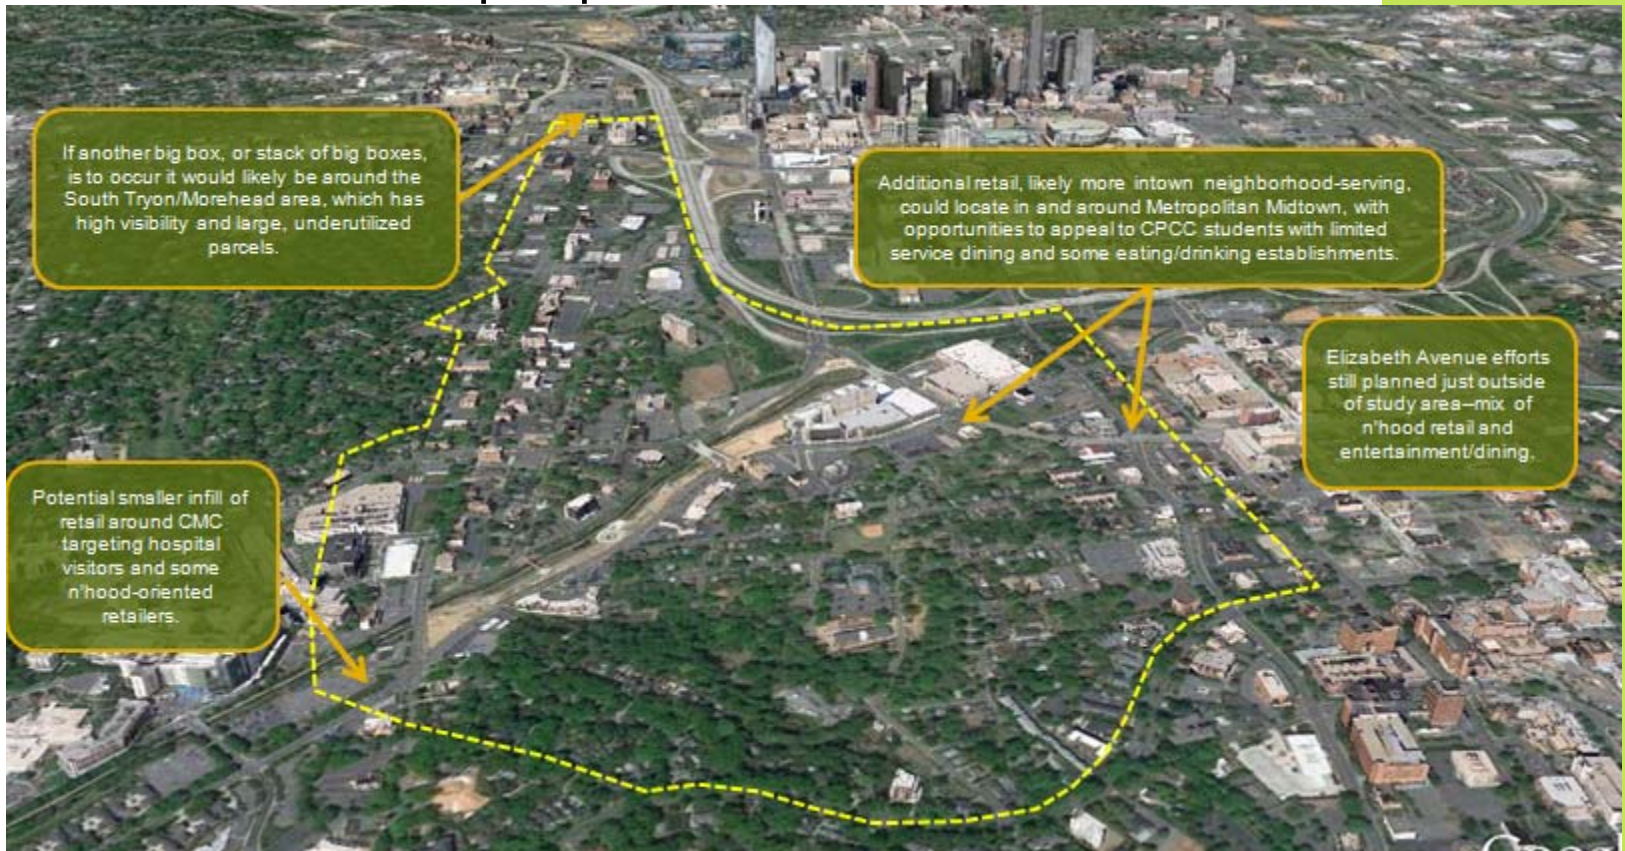 If another big box, or stack of big boxes,
is to occur it would likely be around the
South Tryon/Morehead area, which has
high visibility and large, underutilized
parcels.
Additional retail, likely more intown neighborhood-serving,
could locate in and around Metropolitan Midtown, with
opportunities to appeal to CPCC students with limited
service dining and some eating/drinking establishments.
Elizabeth Avenue efforts
still planned just outside
of study area--mix of
n'hood retail and
entertainment/dining.
Potential smaller infill of
retail around CMC
targeting hospital
visitors and some
n'hood-oriented
retailers.